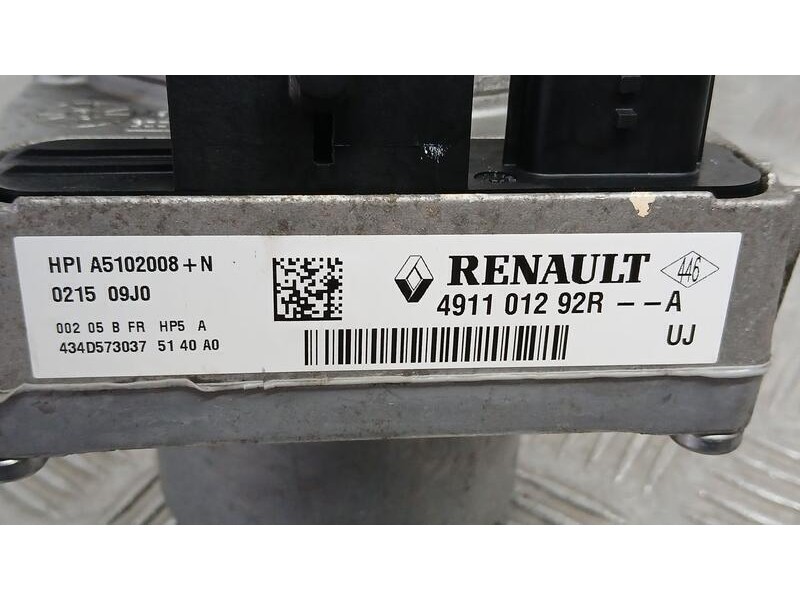 HPI A5102008+N
0215 09J0
002 05 B FR HP5 A
434D573037 51 40 A0
RENAULT
446
4911 012 92R --A
UJ